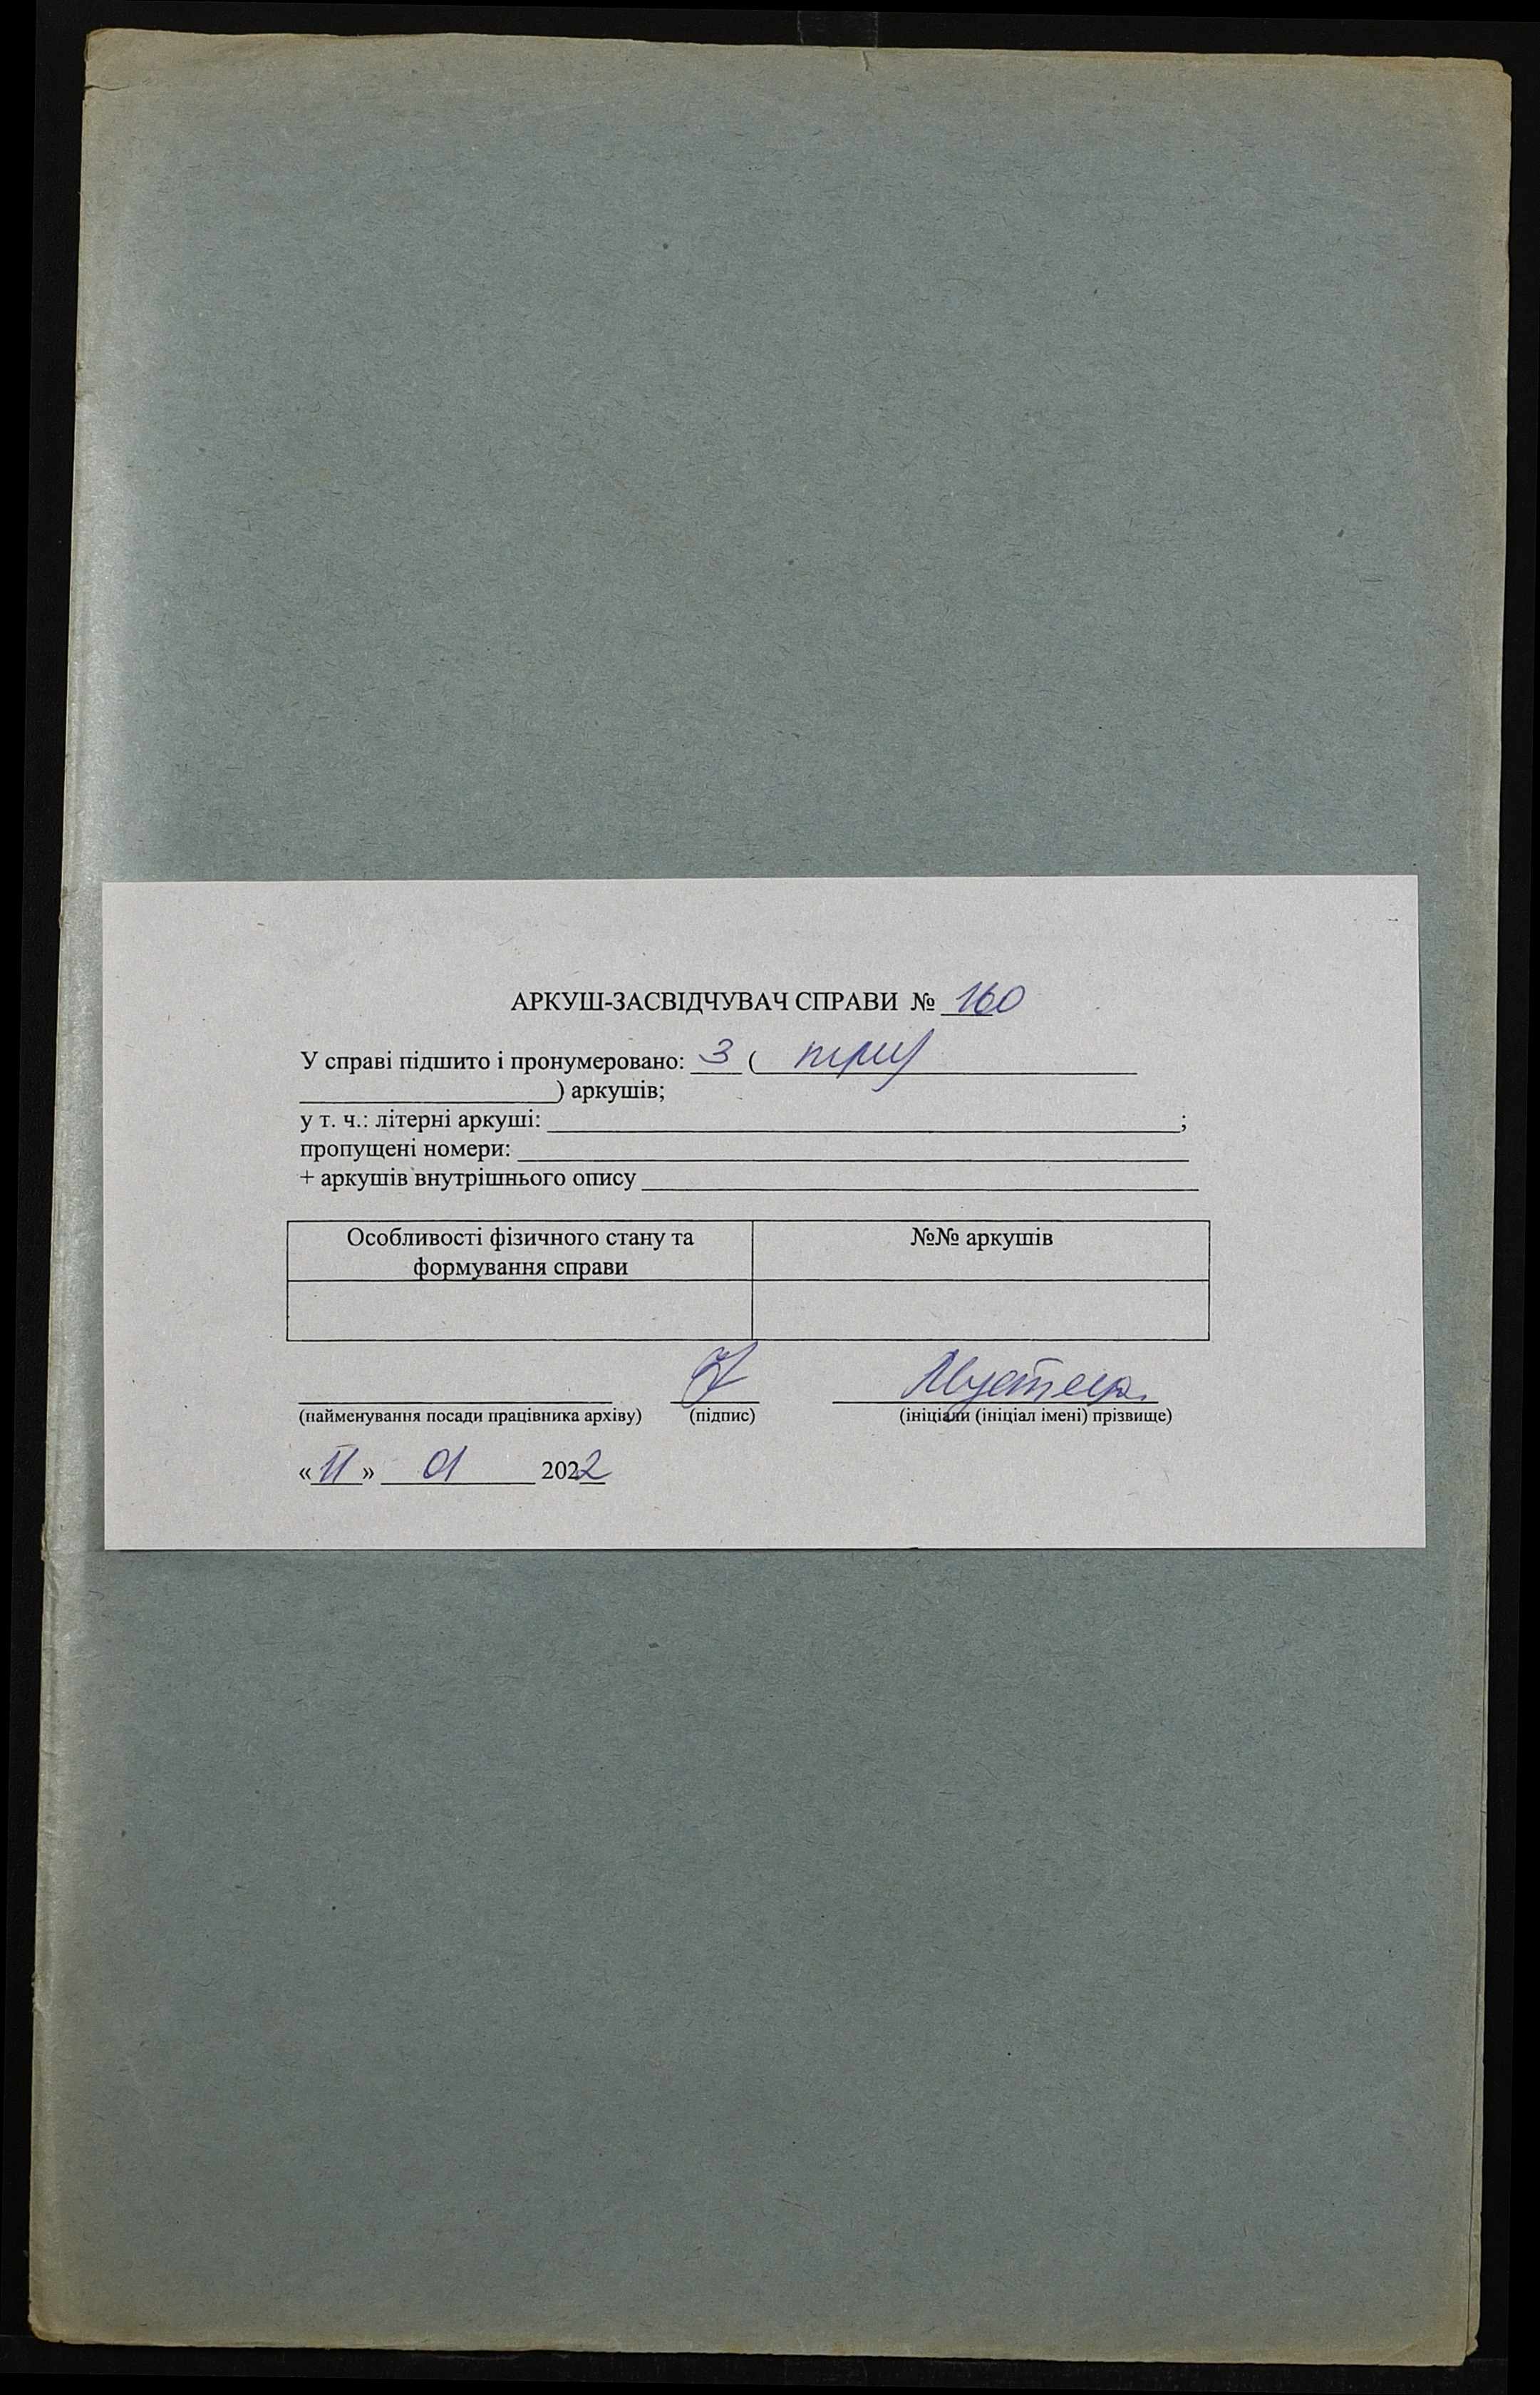 АРКУШ-ЗАСВІДЧУВАЧ СПРАВИ № 160
У справі підшито і пронумеровано: 3 ( три
) аркушів;
у т. ч.: літерні аркуші: ;
пропущені номери:
+ аркушів внутрішнього опису
Особливості фізичного стану та
формування справи
№№ аркушів
(найменування посади працівника архіву) (підпис) (ініціали (ініціал імені) прізвище)
« 11 » 01 2022